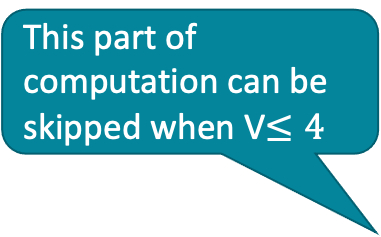 This part of
computation can be
skipped when V≤ 4